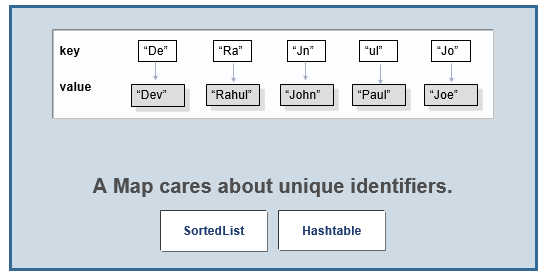 key “De” “Ra” “Jn” “ul” “Jo”
value “Dev” “Rahul” “John” “Paul” “Joe”
A Map cares about unique identifiers.
SortedList Hashtable